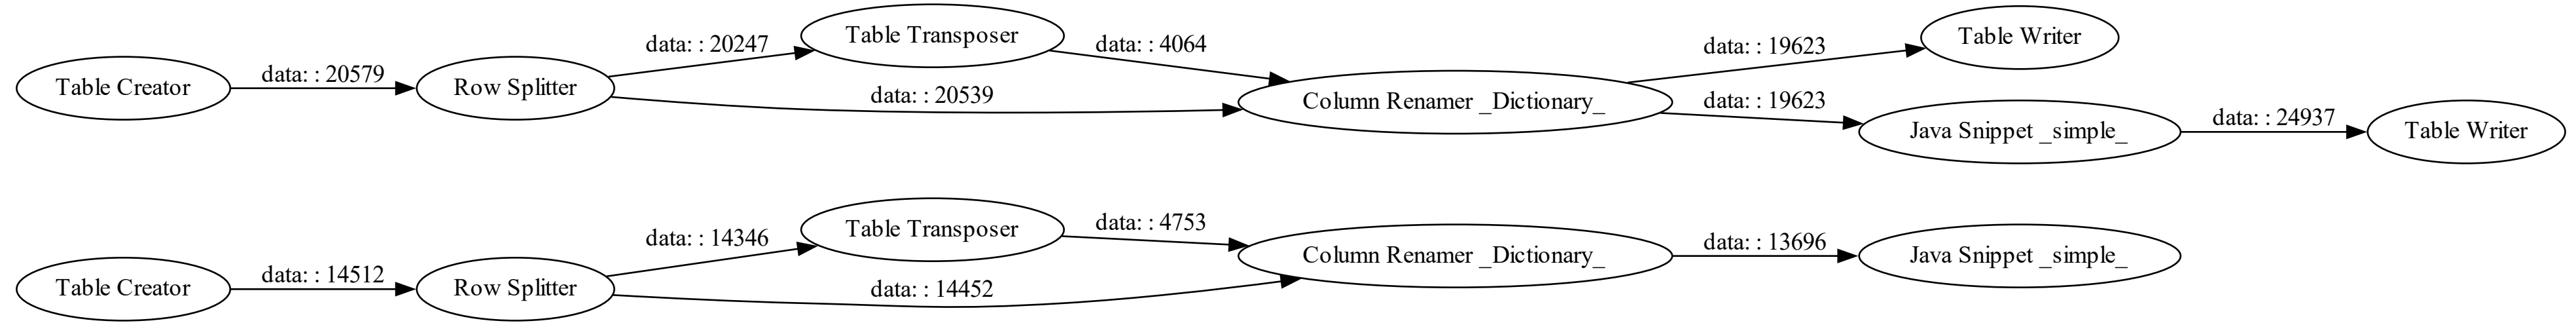 Table Creator
data: : 20579
Row Splitter
data: : 20247
Table Transposer
data: : 4064
data: : 20539
Column Renamer _Dictionary_
data: : 19623
Table Writer
data: : 19623
Java Snippet _simple_
data: : 24937
Table Writer
Table Creator
data: : 14512
Row Splitter
data: : 14346
Table Transposer
data: : 4753
data: : 14452
Column Renamer _Dictionary_
data: : 13696
Java Snippet _simple_